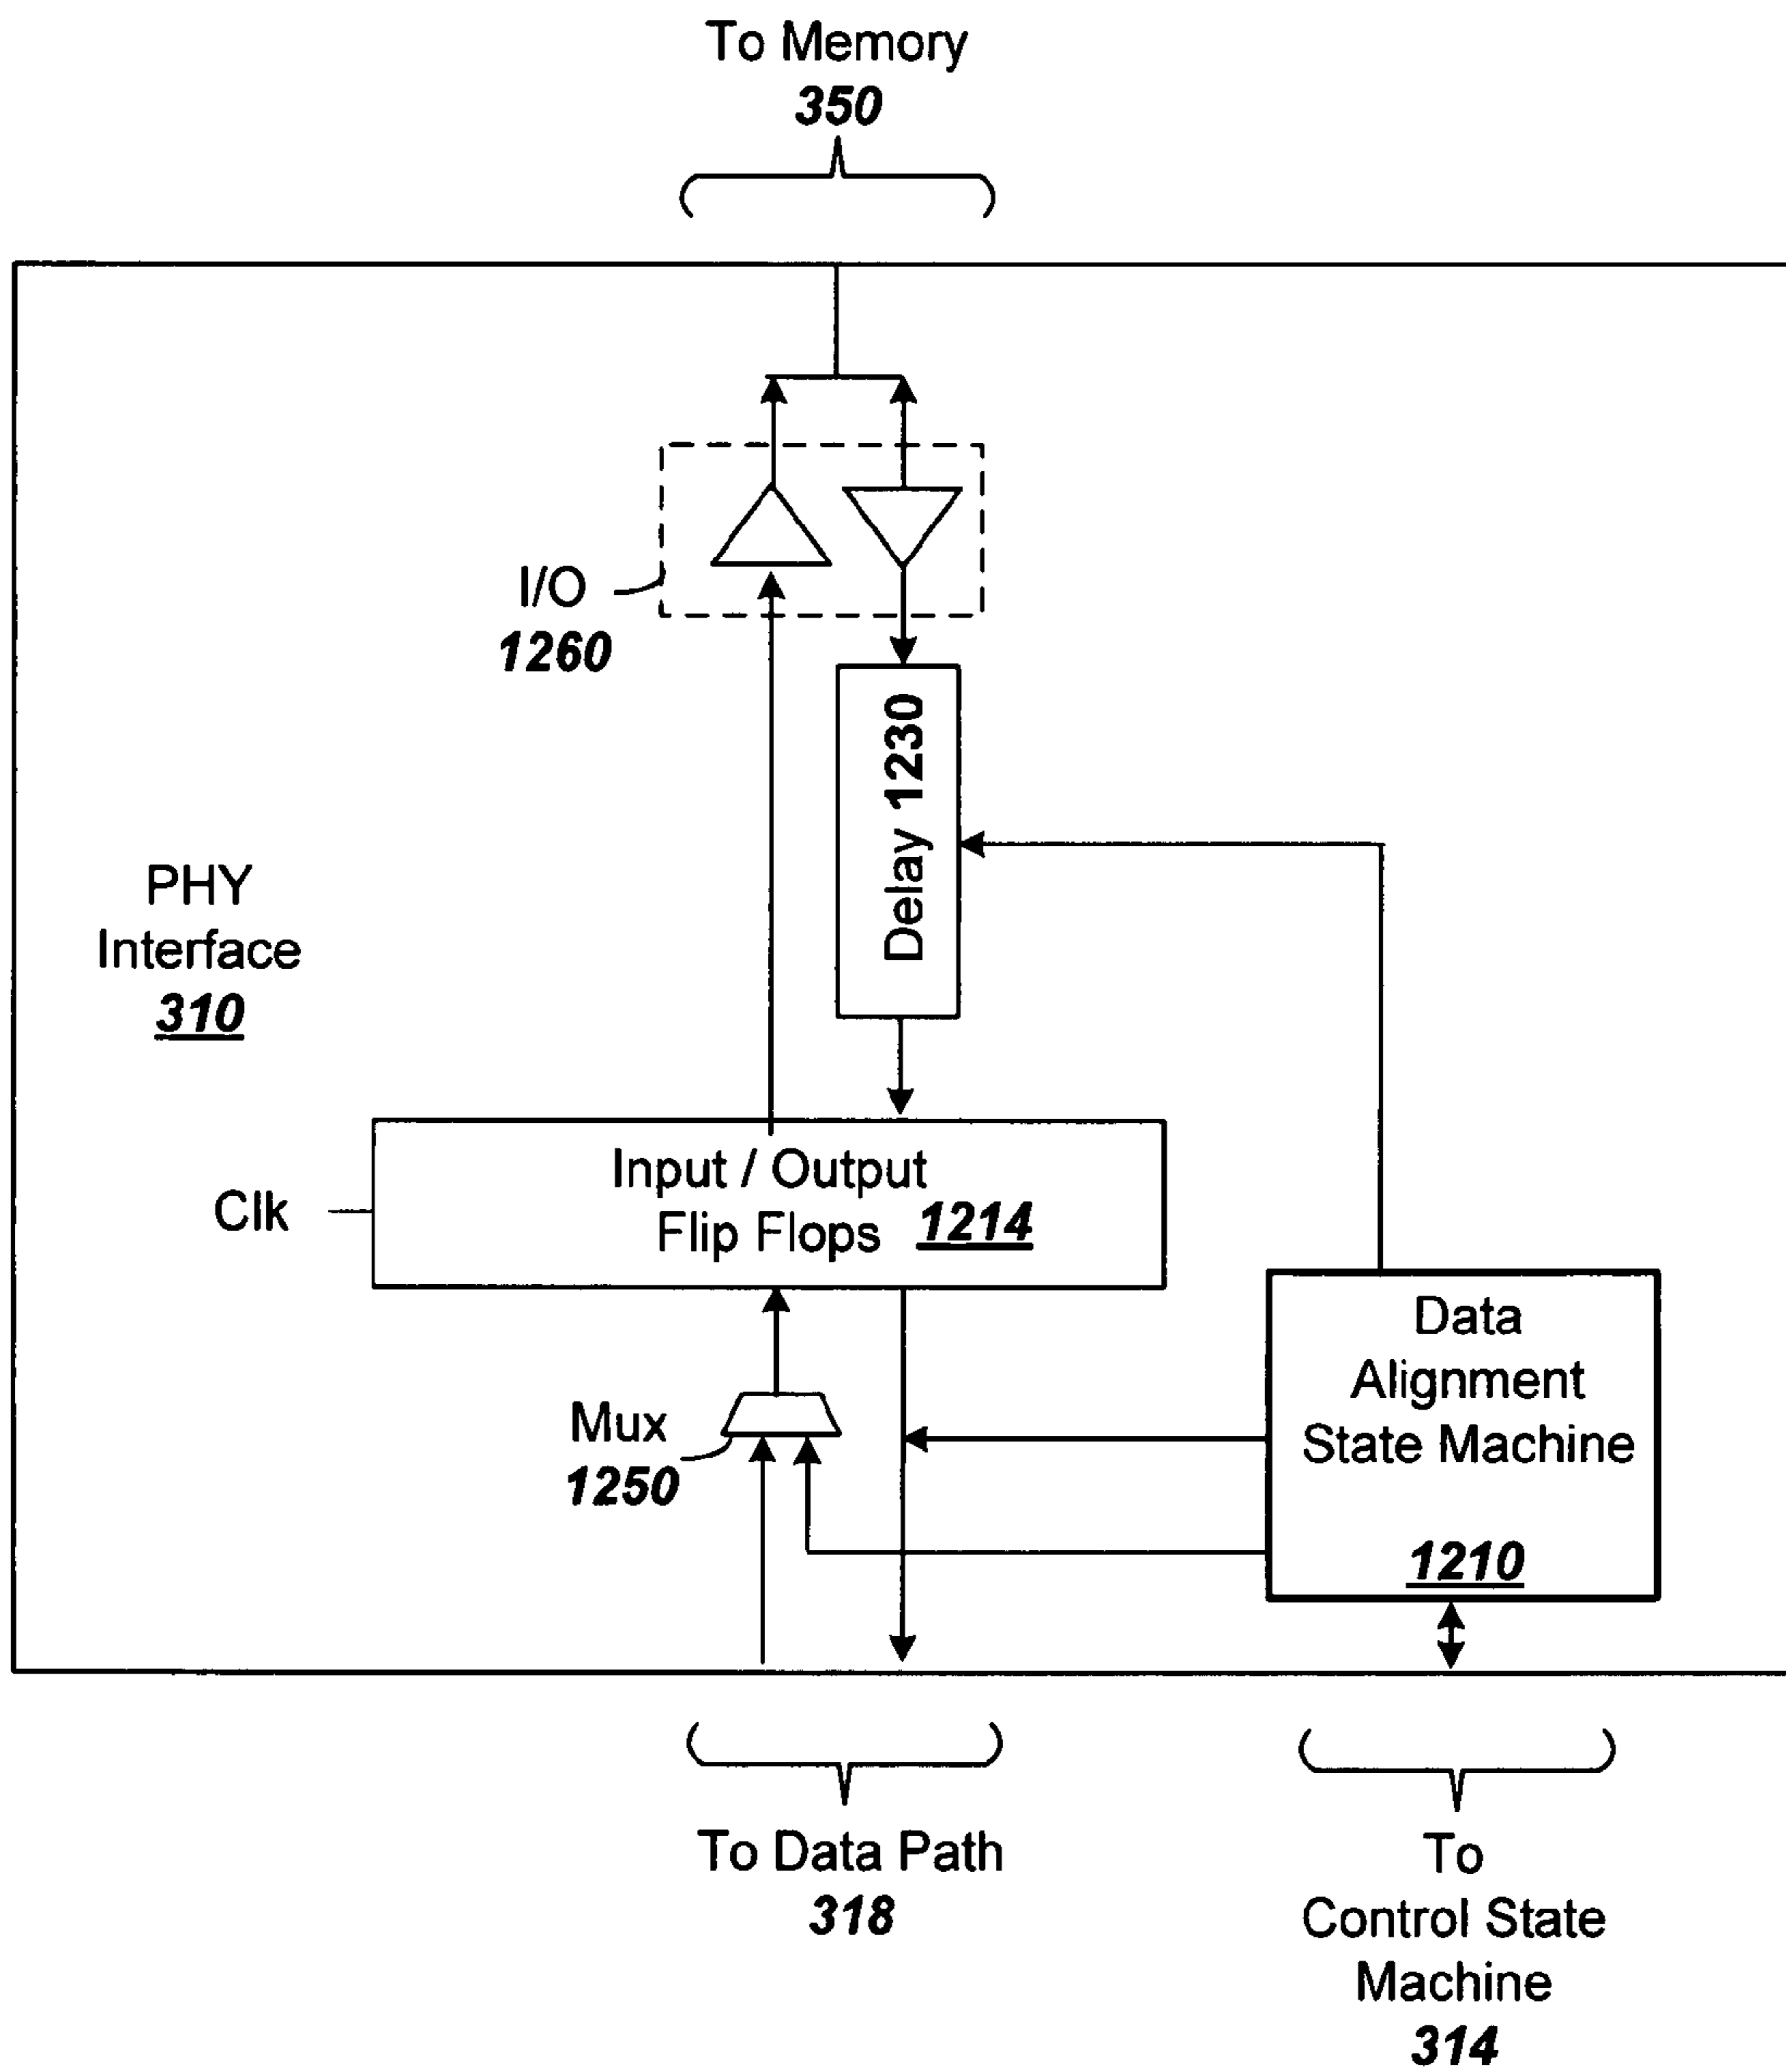 To Memory
350
I/O
1260
Delay 1230
PHY
Interface
310
Input / Output
Flip Flops 1214
Clk
Data
Alignment
State Machine
1210
Mux
1250
To Data Path
318
To
Control State
Machine
314